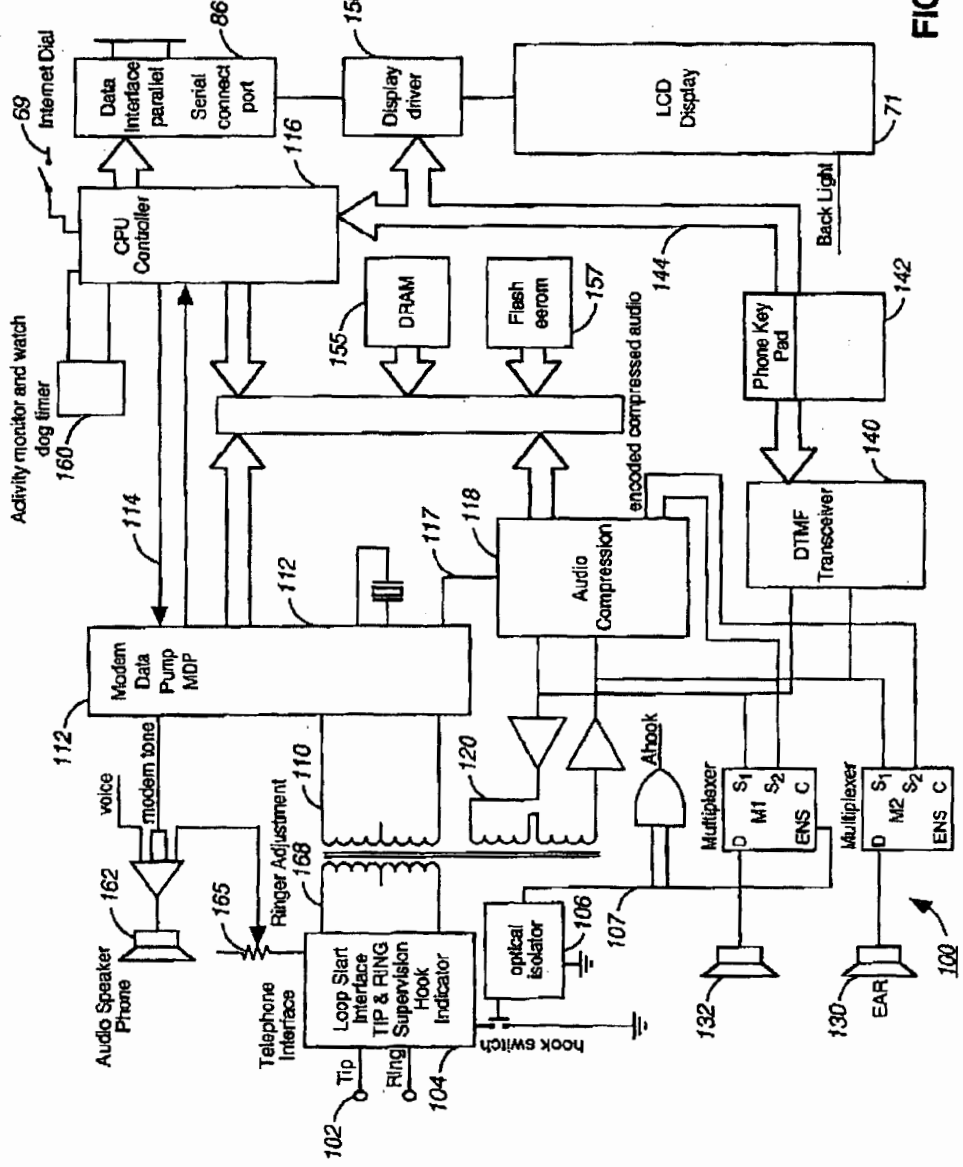 FIG
Internet Dial
69
Data
Interface
parallel
Serial
connect
port
86
Display
driver
LCD
Display
71
Back Light
CPU
Controller
116
Activity monitor and watch
dog timer
160
114
DRAM
155
Flash
eerom
157
144
Phone Key
Pad
142
encoded compressed audio
Modem
Data
Pump
MDP
112
112
117
118
Audio
Compression
DTMF
Transceiver
140
voice
modem tone
Audio Speaker
Phone
162
165
Ringer Adjustment
168
110
120
Telephone
Interface
Loop Start
Interface
TIP & RING
Supervision
Hook
Indicator
Tip
Ring
102
104
hook switch
optical
isolator
106
107
Ahook
Multiplexer
D S1
M1 S2
ENS C
Multiplexer
D S1
M2 S2
ENS C
132
130
EAR
100